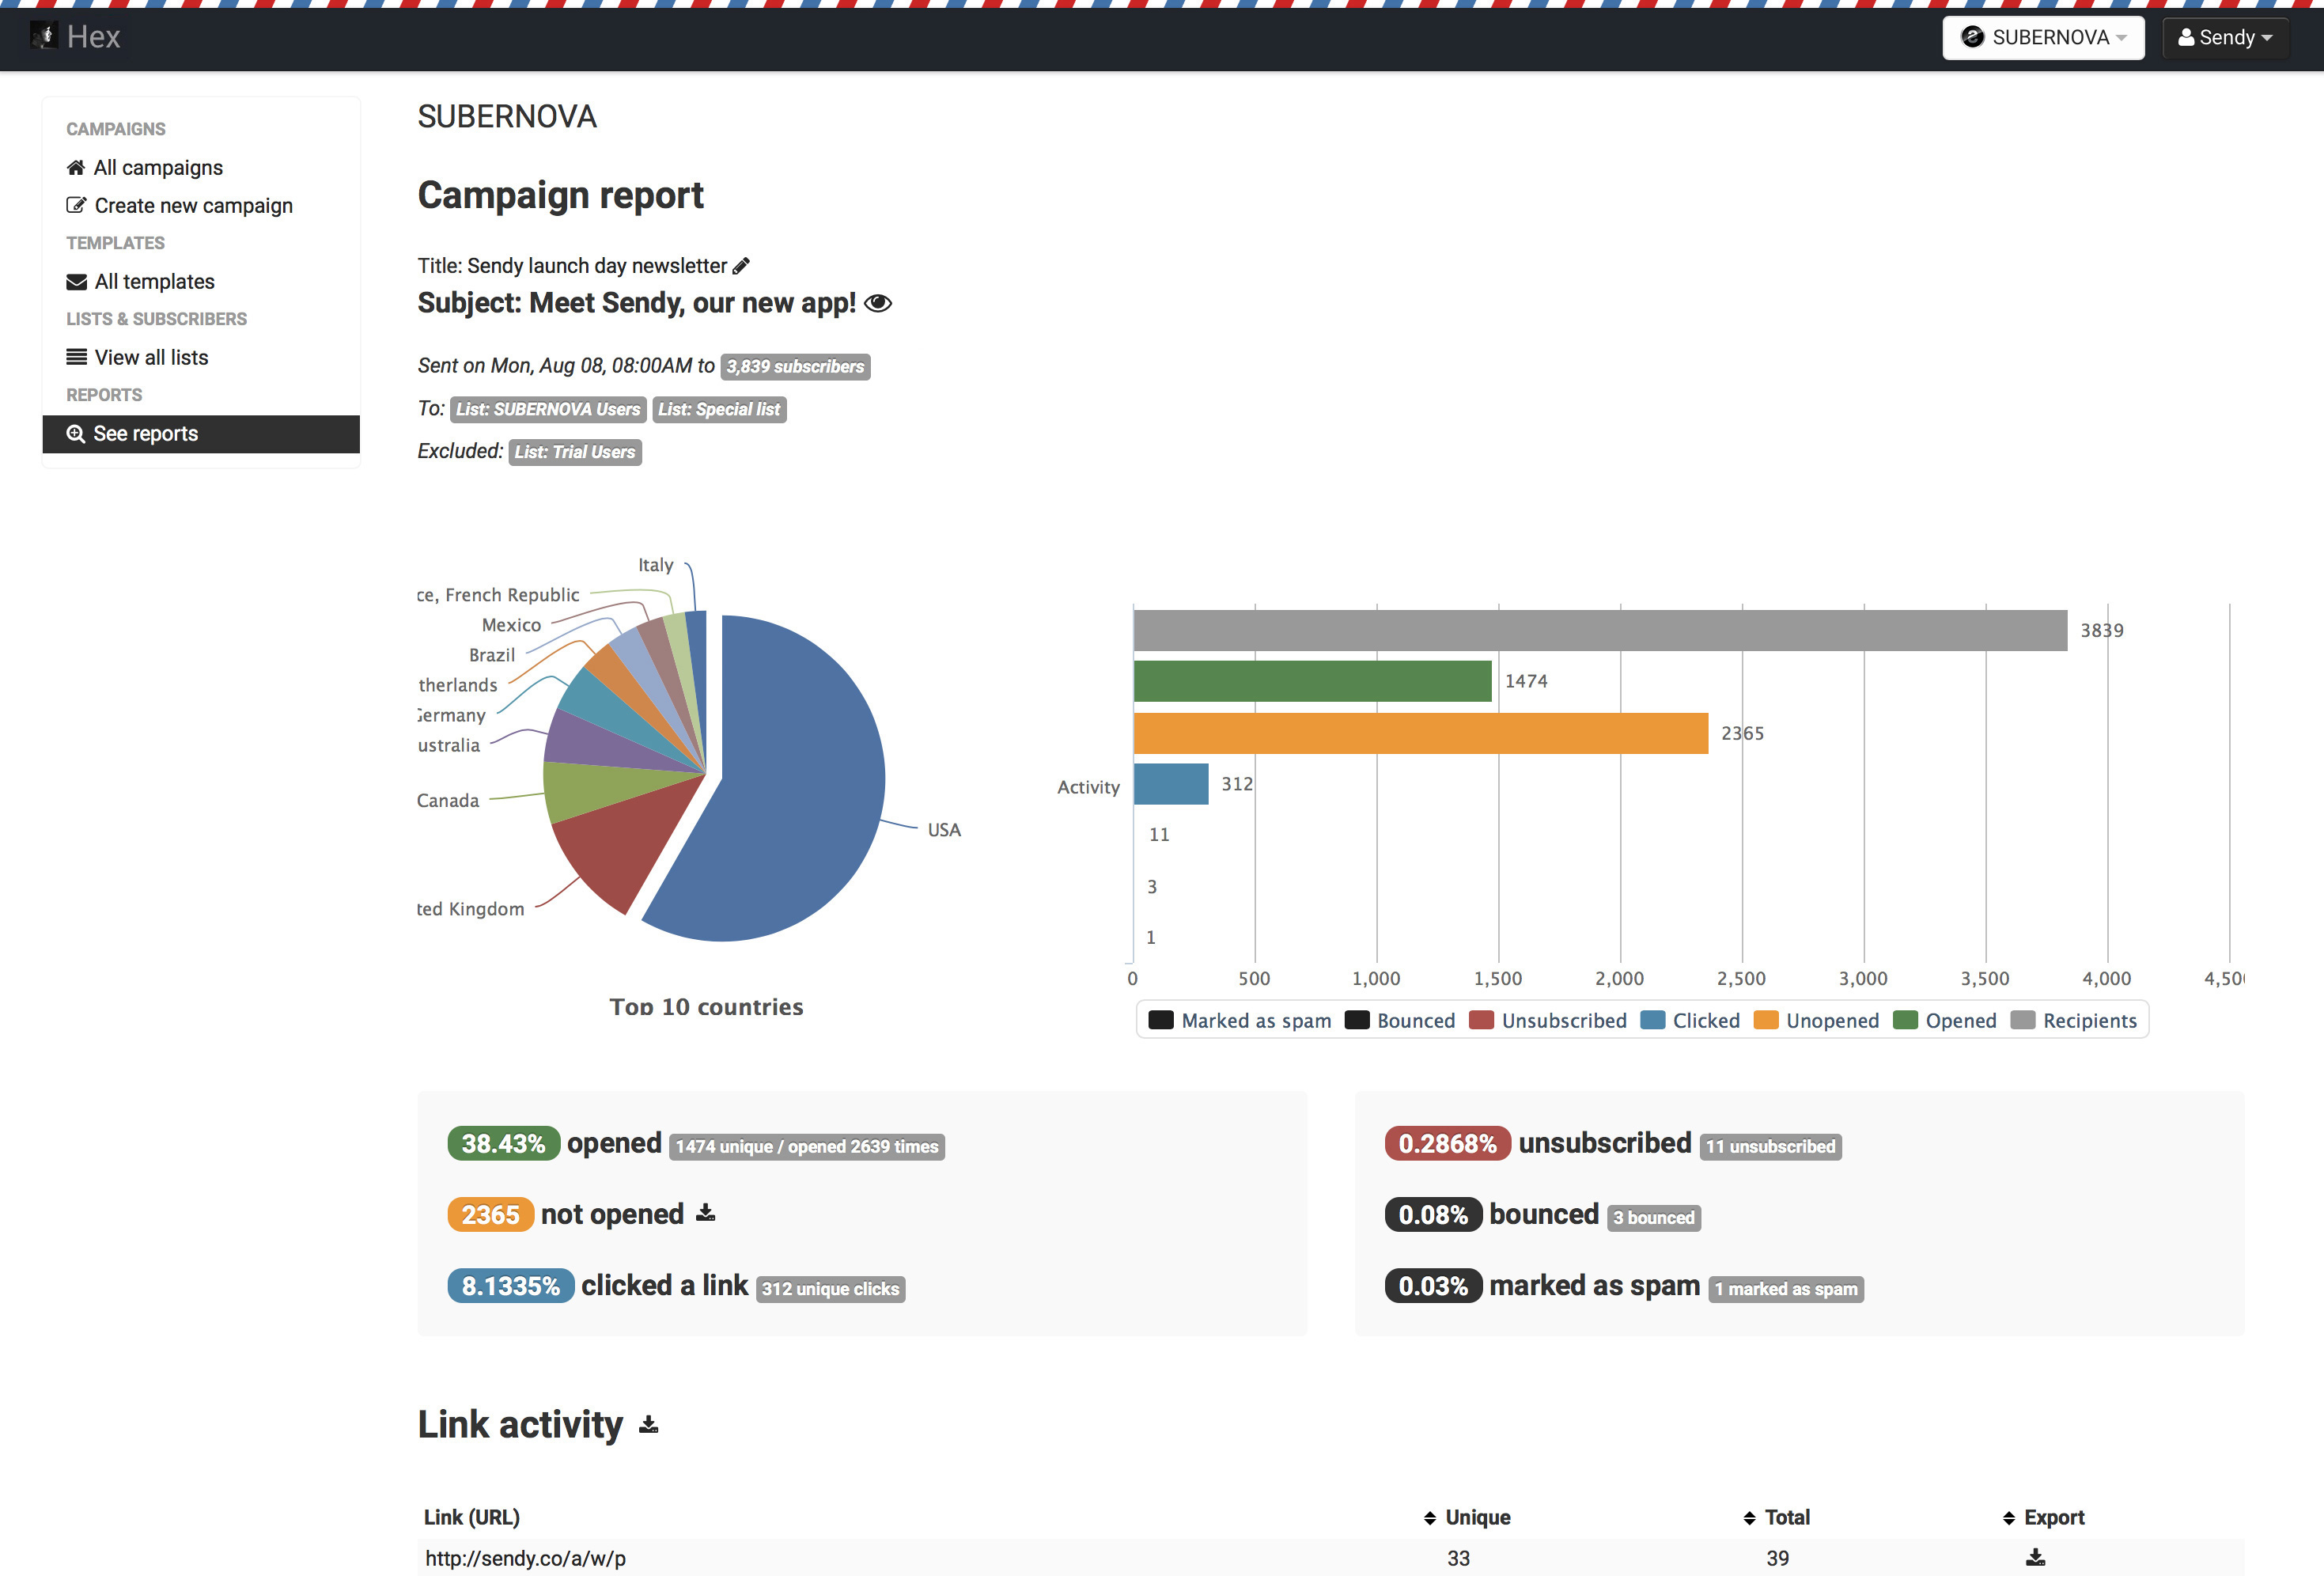 Hex
SUBERNOVA
Sendy
CAMPAIGNS
All campaigns
Create new campaign
TEMPLATES
All templates
LISTS & SUBSCRIBERS
View all lists
REPORTS
See reports
SUBERNOVA
Campaign report
Title: Sendy launch day newsletter
Subject: Meet Sendy, our new app!
Sent on Mon, Aug 08, 08:00AM to 3,839 subscribers
To: List: SUBERNOVA Users List: Special list
Excluded: List: Trial Users
Italy
ce, French Republic
Mexico
Brazil
therlands
Germany
ustralia
Canada
ted Kingdom
USA
Top 10 countries
3839
1474
2365
312
11
3
1
Activity
0 500 1,000 1,500 2,000 2,500 3,000 3,500 4,000 4,500
Marked as spam Bounced Unsubscribed Clicked Unopened Opened Recipients
38.43% opened 1474 unique / opened 2639 times
2365 not opened
8.1335% clicked a link 312 unique clicks
0.2868% unsubscribed 11 unsubscribed
0.08% bounced 3 bounced
0.03% marked as spam 1 marked as spam
Link activity
Link (URL) Unique Total Export
http://sendy.co/a/w/p 33 39